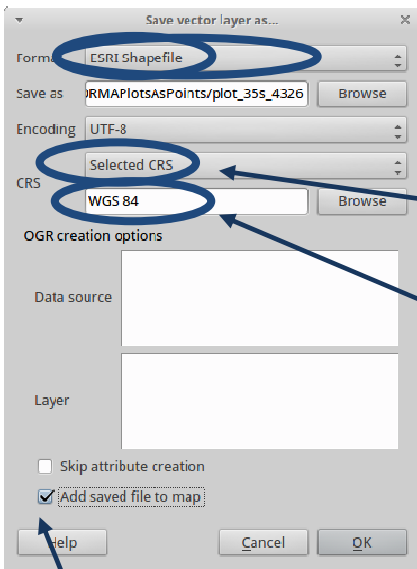 Save vector layer as...
Format ESRI Shapefile
Save as RMAPlotsAsPoints/plot_35s_4326 Browse
Encoding UTF-8
CRS Selected CRS
WGS 84 Browse
OGR creation options
Data source
Layer
Skip attribute creation
Add saved file to map
Help Cancel OK